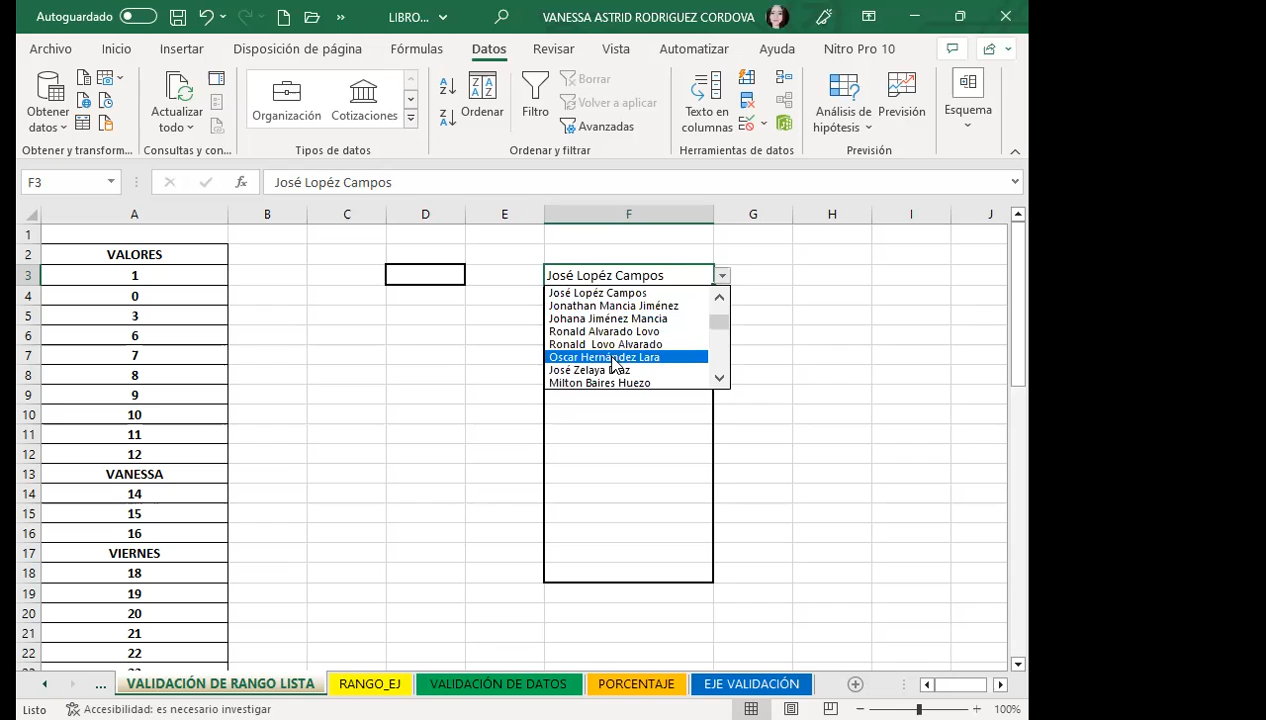 Autoguardado
LIBRO...
VANESSA ASTRID RODRIGUEZ CORDOVA
Archivo Inicio Insertar Disposición de página Fórmulas Datos Revisar Vista Automatizar Ayuda Nitro Pro 10
Obtener datos
Actualizar todo
Organización
Cotizaciones
Ordenar
Filtro
Borrar
Volver a aplicar
Avanzadas
Texto en columnas
Análisis de hipótesis
Previsión
Esquema
Obtener y transform... Consultas y con... Tipos de datos Ordenar y filtrar Herramientas de datos Previsión
F3 fx José Lopéz Campos
A B C D E F G H I J
1
2 VALORES
3 1 José Lopéz Campos
4 0
5 3
6 6
7 7
8 8
9 9
10 10
11 11
12 12
13 VANESSA
14 14
15 15
16 16
17 VIERNES
18 18
19 19
20 20
21 21
22 22
José Lopéz Campos
Jonathan Mancia Jiménez
Johana Jiménez Mancia
Ronald Alvarado Lovo
Ronald  Lovo Alvarado
Oscar Hernández Lara
José Zelaya
Milton Baires Huezo
... VALIDACIÓN DE RANGO LISTA RANGO_EJ VALIDACIÓN DE DATOS PORCENTAJE EJE VALIDACIÓN
Listo Accesibilidad: es necesario investigar 100%